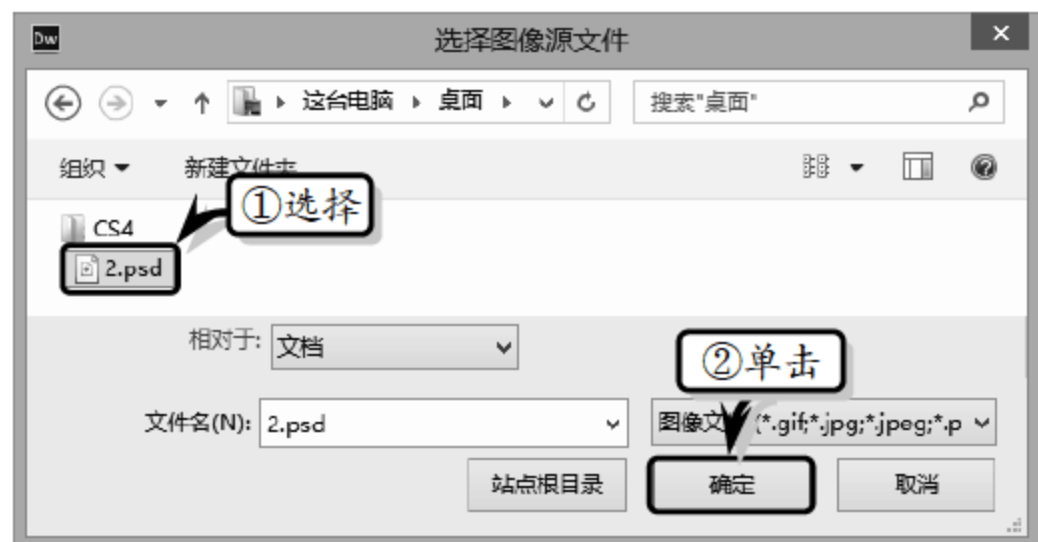 Dw 选择图像源文件
这台电脑 桌面 搜索"桌面"
组织 新建文件夹
①选择
CS4
2.psd
相对于: 文档
②单击
文件名(N): 2.psd 图像文 (*.gif;*.jpg;*.jpeg;*.p
站点根目录 确定 取消